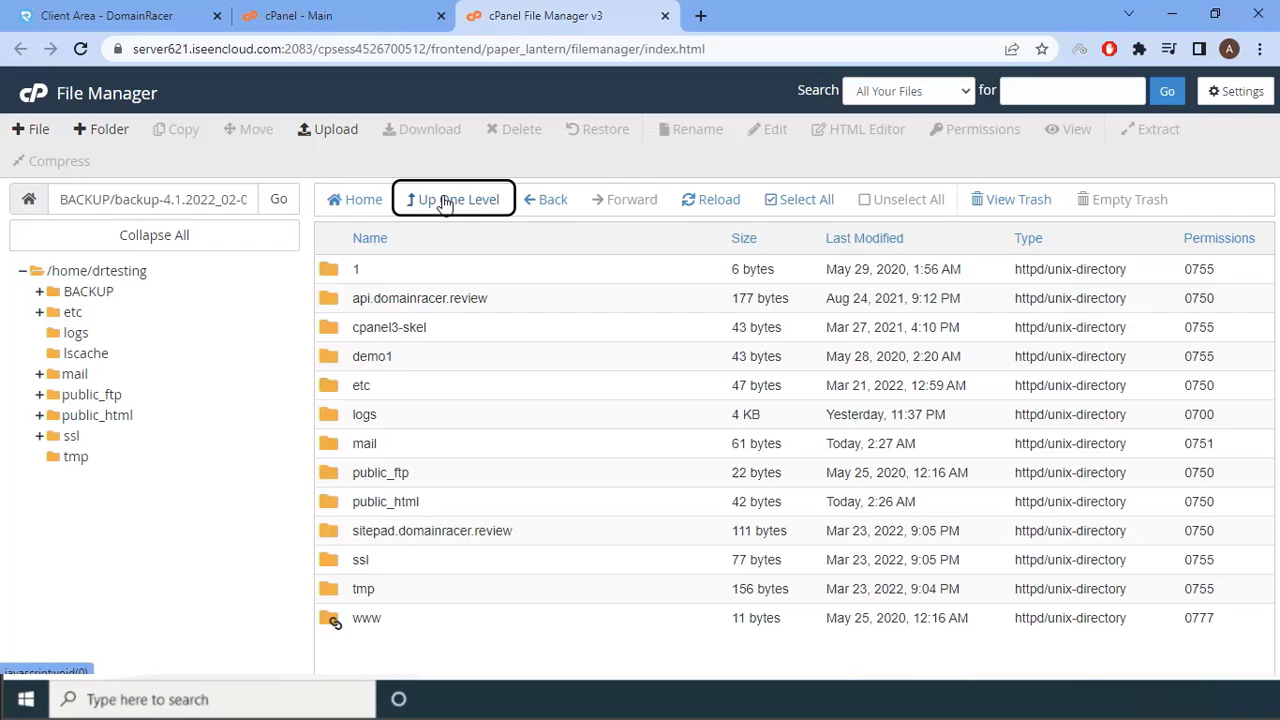 Client Area - DomainRacer
cPanel - Main
cPanel File Manager v3
server621.iseencloud.com:2083/cpsess4526700512/frontend/paper_lantern/filemanager/index.html
A
cP File Manager
Search All Your Files for Go Settings
File Folder Copy Move Upload Download Delete Restore Rename Edit HTML Editor Permissions View Extract
Compress
BACKUP/backup-4.1.2022_02-0 Go
Home Up One Level Back Forward Reload Select All Unselect All View Trash Empty Trash
Collapse All
/home/drtesting
BACKUP
etc
logs
lscache
mail
public_ftp
public_html
ssl
tmp
Name Size Last Modified Type Permissions
1 6 bytes May 29, 2020, 1:56 AM httpd/unix-directory 0755
api.domainracer.review 177 bytes Aug 24, 2021, 9:12 PM httpd/unix-directory 0750
cpanel3-skel 43 bytes Mar 27, 2021, 4:10 PM httpd/unix-directory 0755
demo1 43 bytes May 28, 2020, 2:20 AM httpd/unix-directory 0755
etc 47 bytes Mar 21, 2022, 12:59 AM httpd/unix-directory 0750
logs 4 KB Yesterday, 11:37 PM httpd/unix-directory 0700
mail 61 bytes Today, 2:27 AM httpd/unix-directory 0751
public_ftp 22 bytes May 25, 2020, 12:16 AM httpd/unix-directory 0750
public_html 42 bytes Today, 2:26 AM httpd/unix-directory 0750
sitepad.domainracer.review 111 bytes Mar 23, 2022, 9:05 PM httpd/unix-directory 0750
ssl 77 bytes Mar 23, 2022, 9:05 PM httpd/unix-directory 0755
tmp 156 bytes Mar 23, 2022, 9:04 PM httpd/unix-directory 0755
www 11 bytes May 25, 2020, 12:16 AM httpd/unix-directory 0777
javascript:void(0)
Type here to search